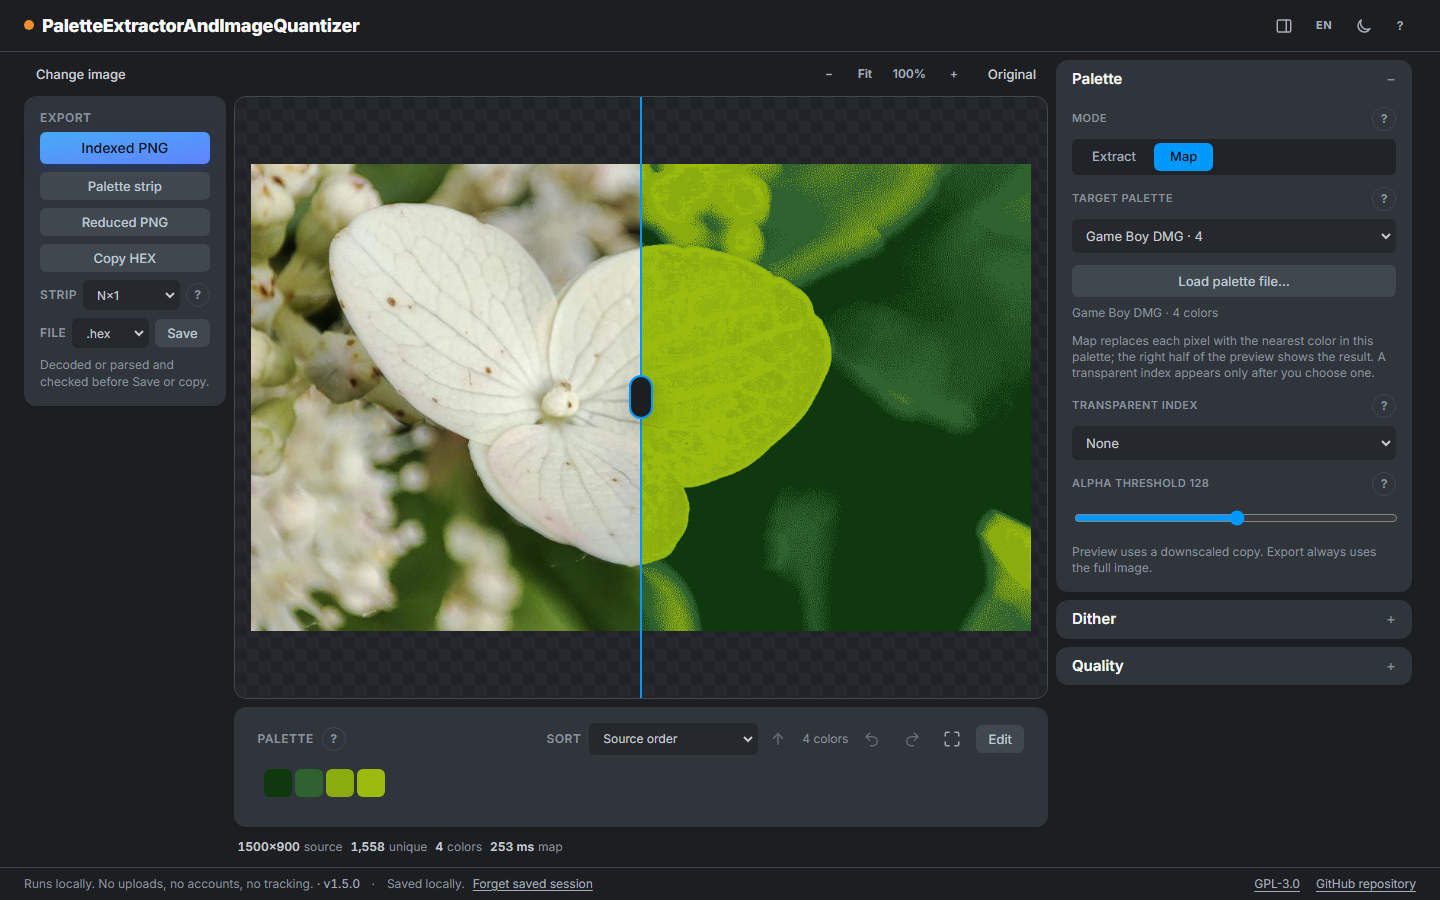 PaletteExtractorAndImageQuantizer
EN
?
Change image
−
Fit
100%
+
Original
EXPORT
Indexed PNG
Palette strip
Reduced PNG
Copy HEX
STRIP
N×1
?
FILE
.hex
Save
Decoded or parsed and
checked before Save or copy.
Palette
−
MODE
?
Extract
Map
TARGET PALETTE
?
Game Boy DMG · 4
Load palette file...
Game Boy DMG · 4 colors
Map replaces each pixel with the nearest color in this
palette; the right half of the preview shows the result. A
transparent index appears only after you choose one.
TRANSPARENT INDEX
?
None
ALPHA THRESHOLD 128
?
Preview uses a downscaled copy. Export always uses
the full image.
Dither
+
Quality
+
PALETTE
?
SORT
Source order
4 colors
Edit
1500×900 source 1,558 unique 4 colors 253 ms map
Runs locally. No uploads, no accounts, no tracking. · v1.5.0 · Saved locally. Forget saved session
GPL-3.0
GitHub repository